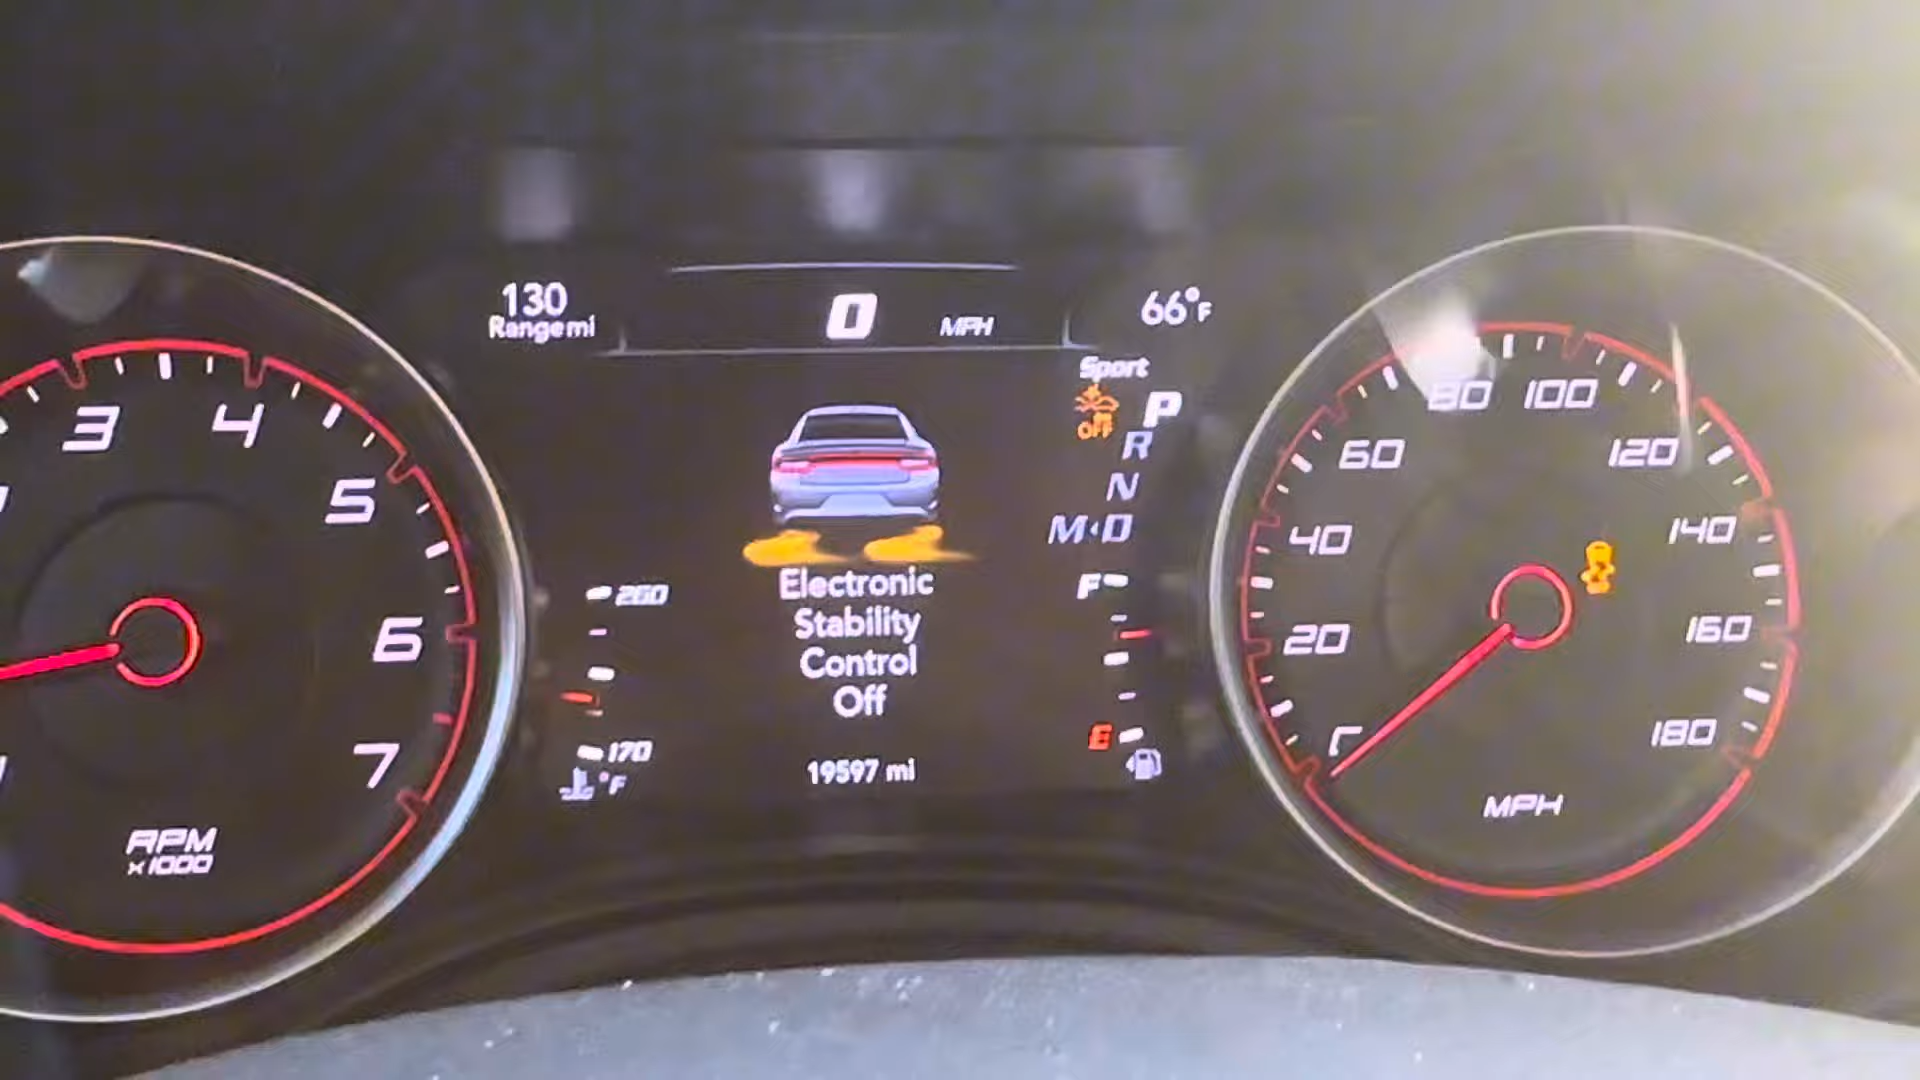 130
Range mi
0 MPH
66°F
Sport
OFF
P
R
N
M‹D
Electronic
Stability
Control
Off
260
170
°F
F
E
19597 mi
3
4
5
6
7
RPM
x1000
20
40
60
80
100
120
140
160
180
MPH